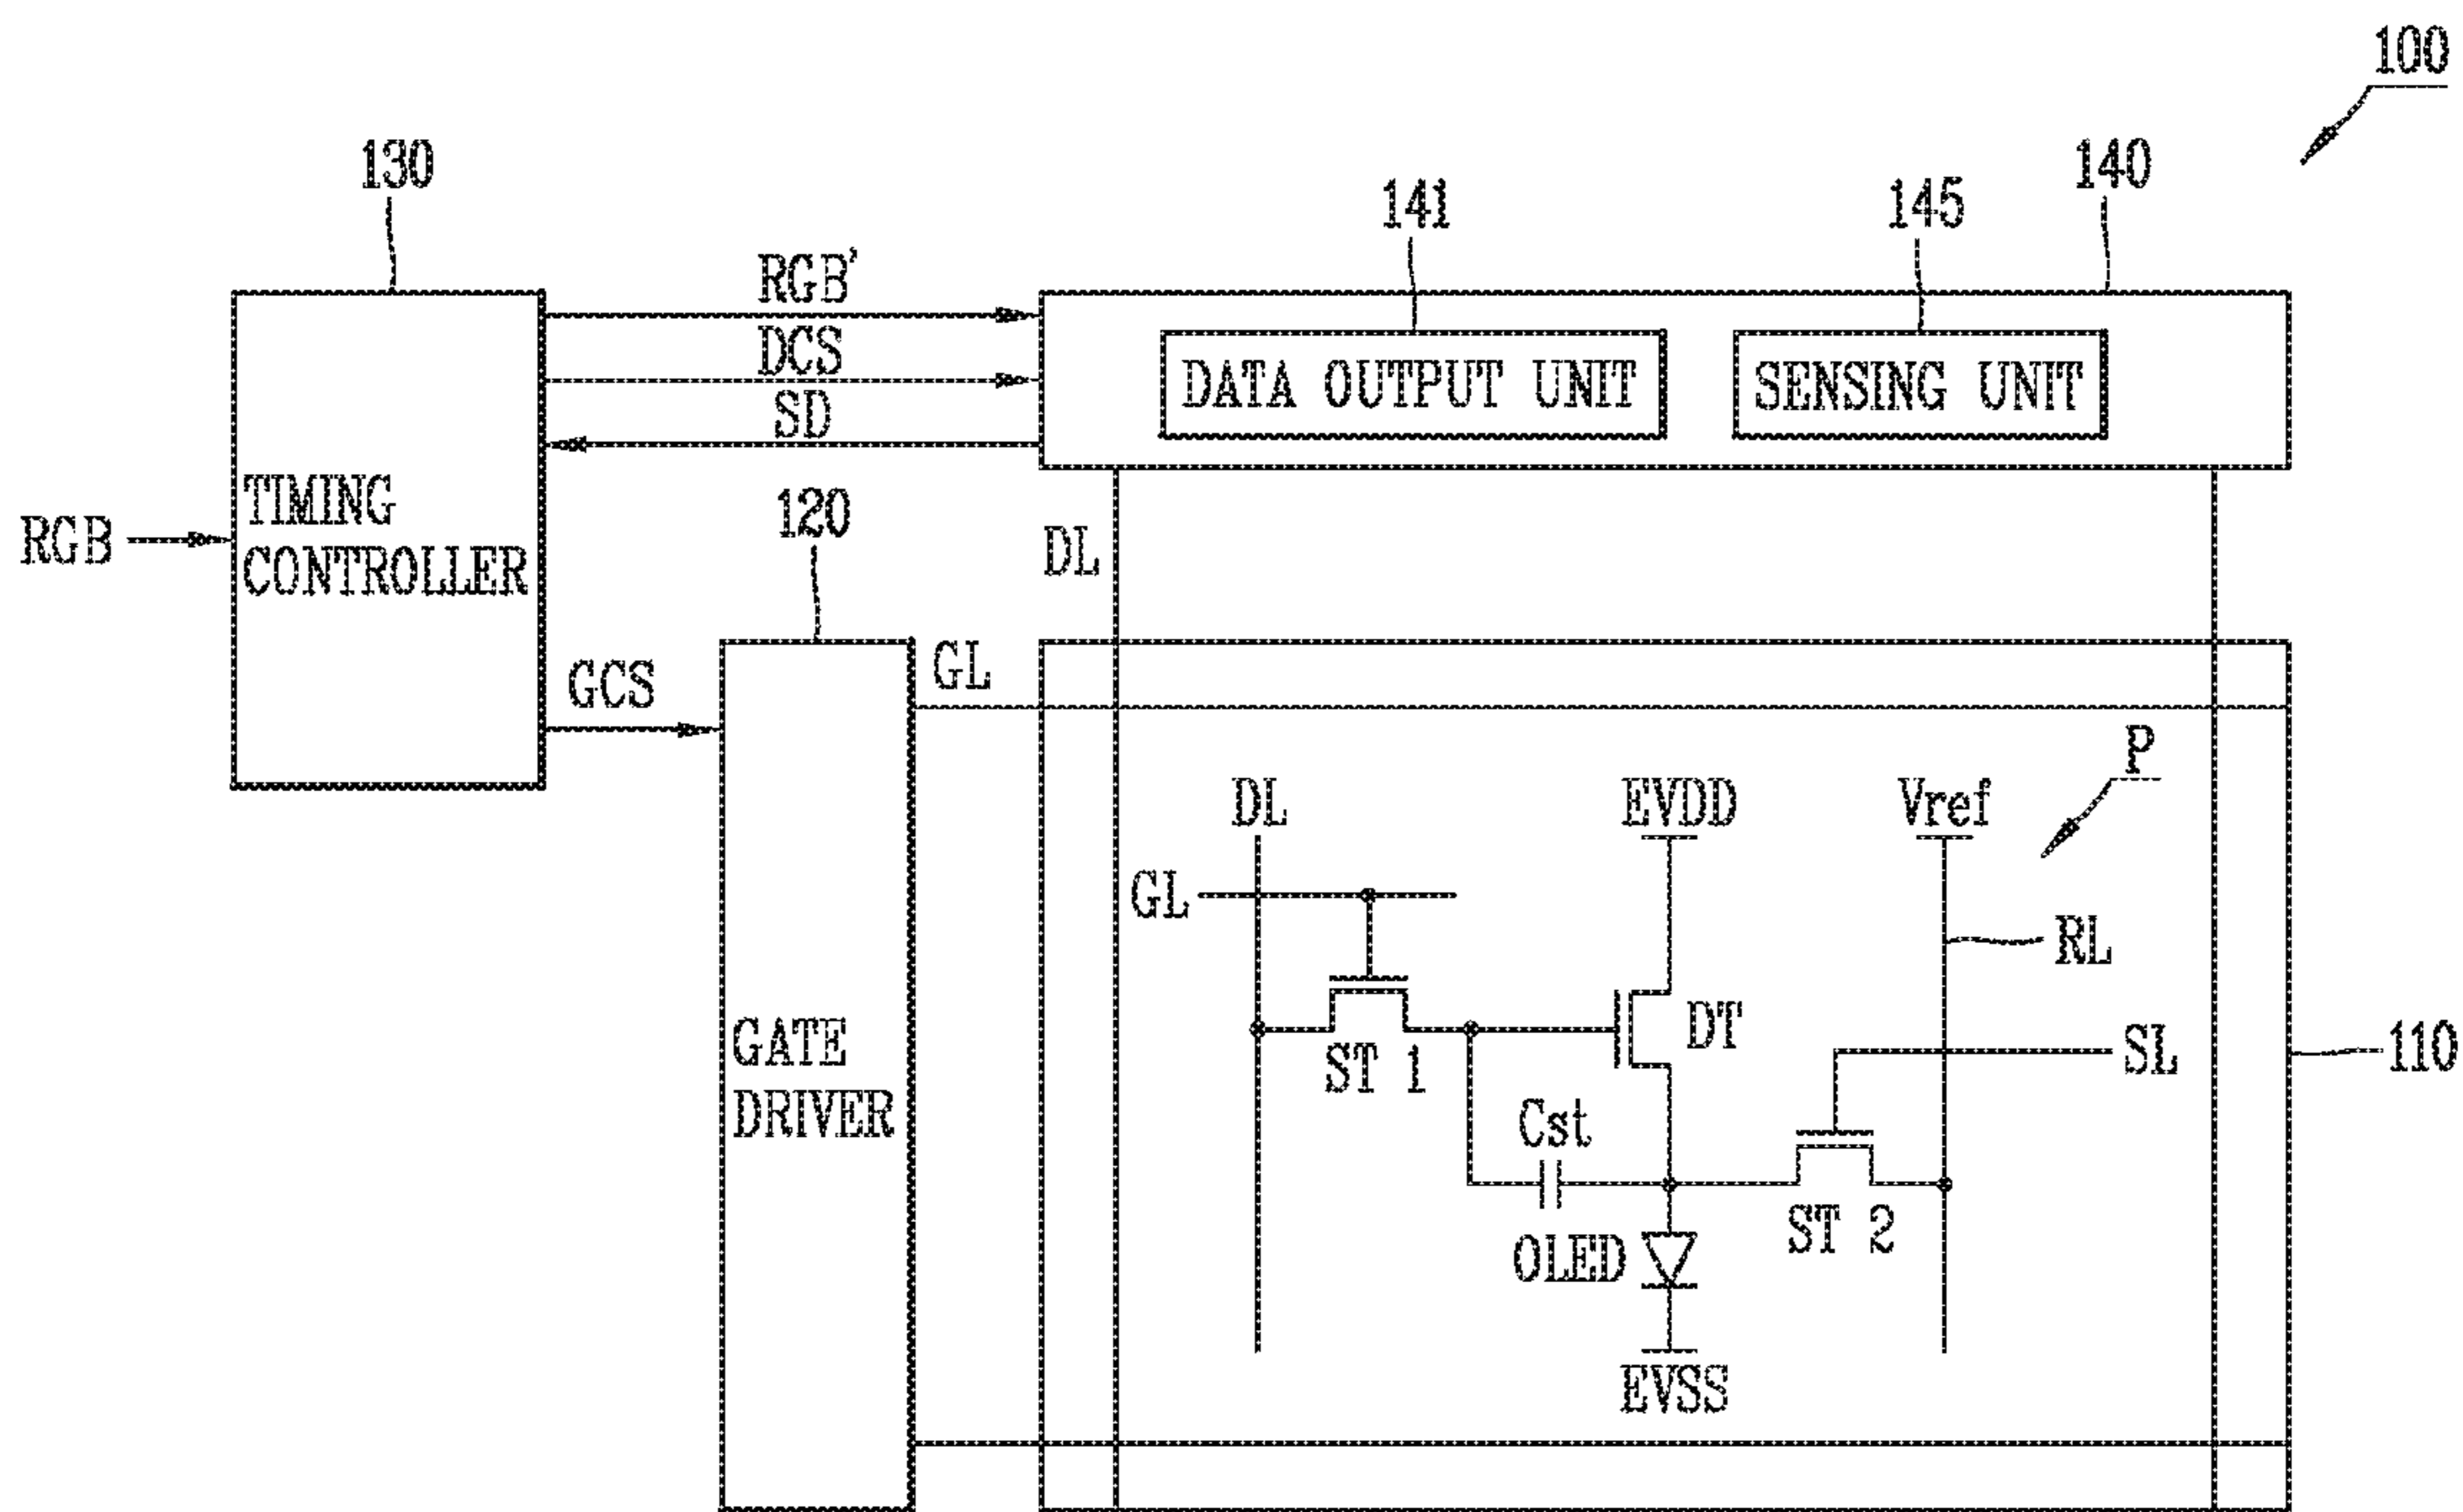 100
130
140
141
145
RGB'
DCS
DATA OUTPUT UNIT
SENSING UNIT
SD
TIMING
CONTROLLER
RGB
120
DL
GCS
GL
P
DL
EVDD
Vref
GL
RL
DT
ST 1
SL
110
GATE
DRIVER
Cst
ST 2
OLED
EVSS